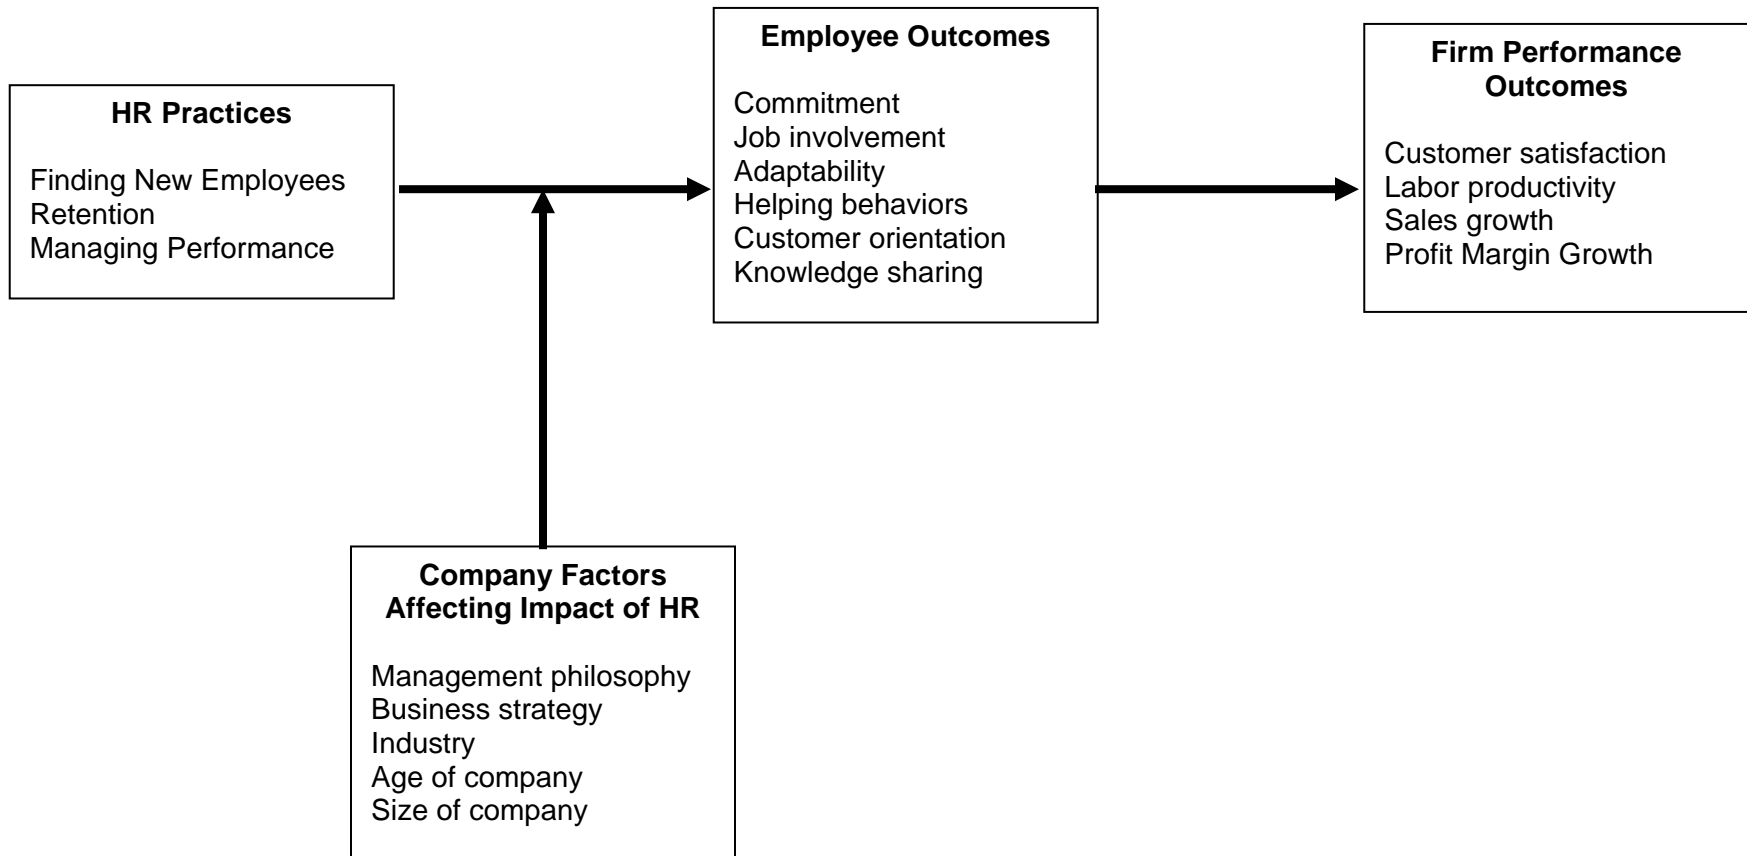 HR Practices
Finding New Employees
Retention
Managing Performance
Employee Outcomes
Commitment
Job involvement
Adaptability
Helping behaviors
Customer orientation
Knowledge sharing
Firm Performance
Outcomes
Customer satisfaction
Labor productivity
Sales growth
Profit Margin Growth
Company Factors
Affecting Impact of HR
Management philosophy
Business strategy
Industry
Age of company
Size of company